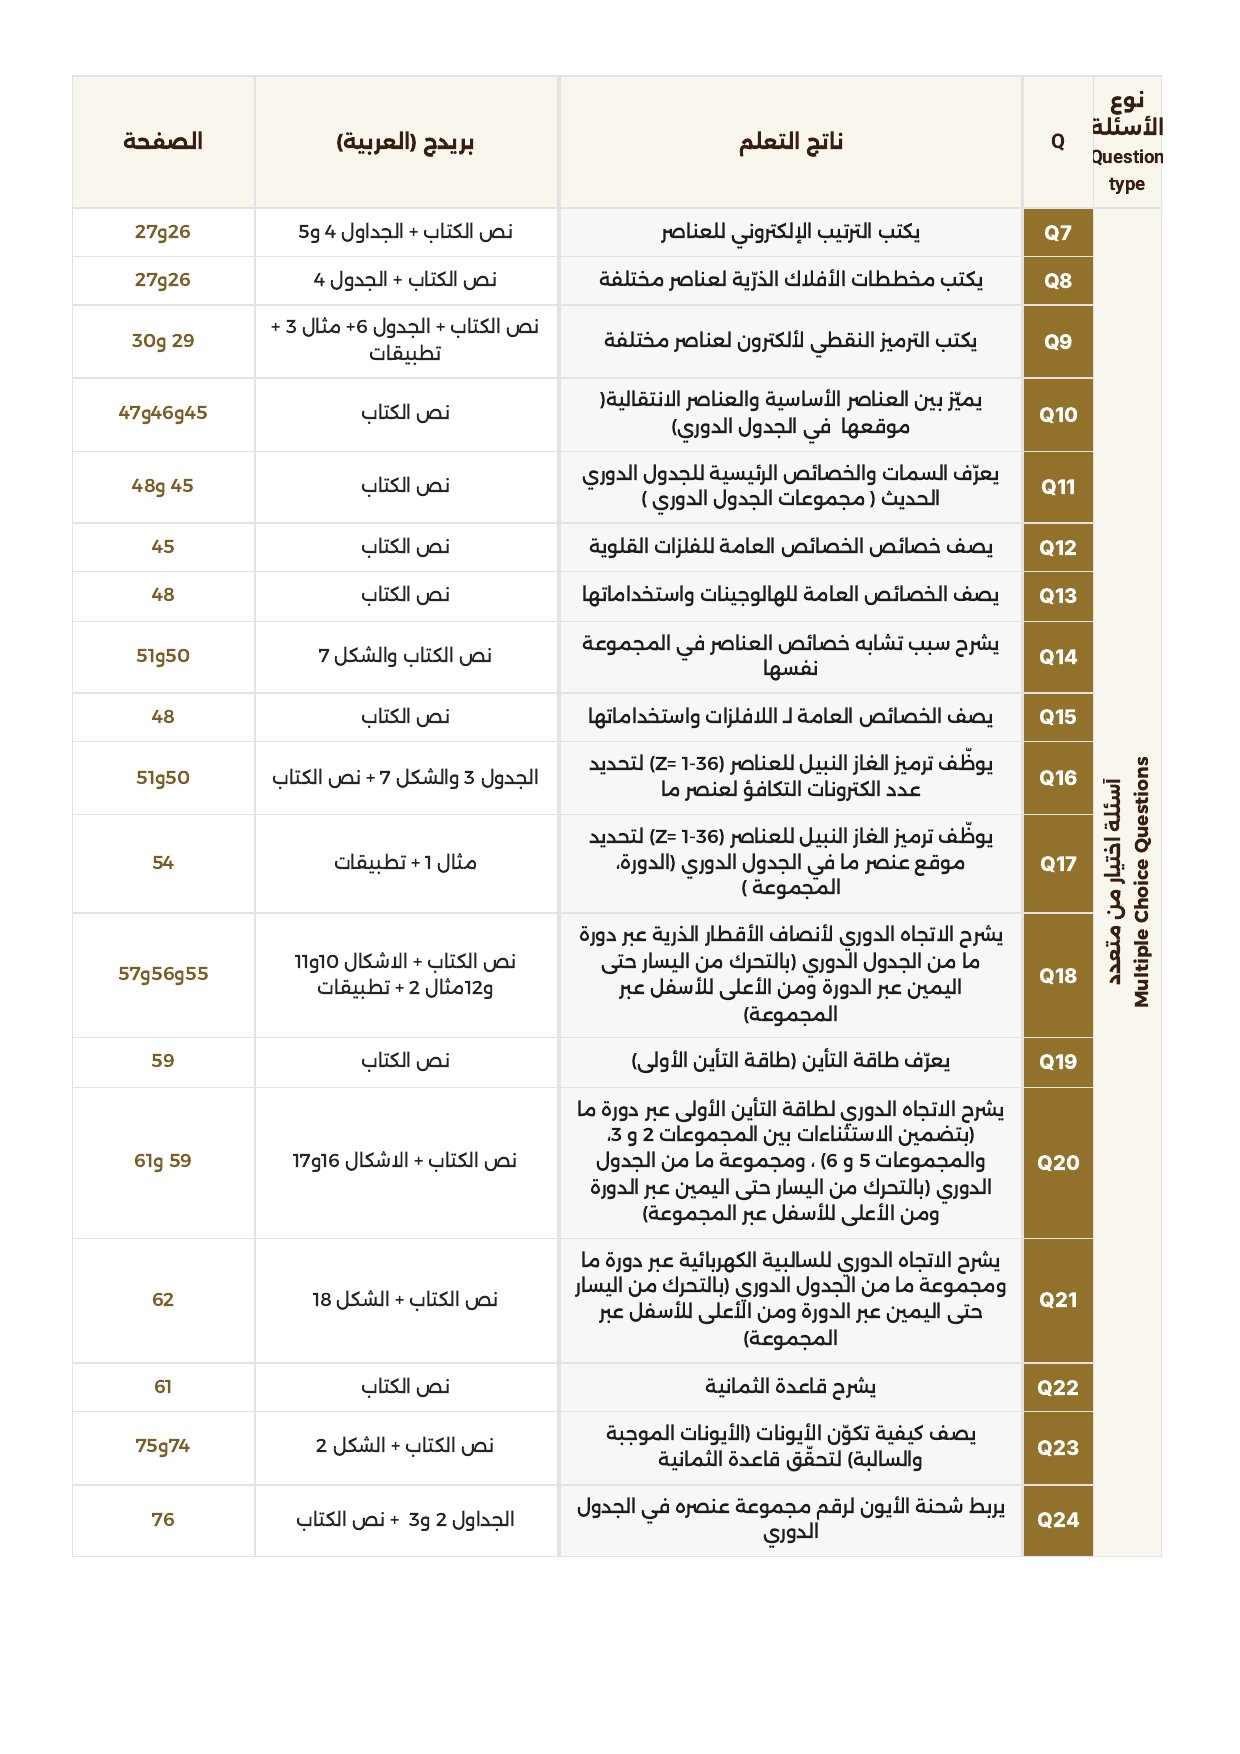 نوع
الأسئلة
Question
type
Q
ناتج التعلم
بريدج (العربية)
الصفحة
أسئلة اختيار من متعدد
Multiple Choice Questions
Q7
يكتب الترتيب الإلكتروني للعناصر
نص الكتاب + الجداول 4 و5
26و27
Q8
يكتب مخططات الأفلاك الذرّية لعناصر مختلفة
نص الكتاب + الجدول 4
26و27
Q9
يكتب الترميز النقطي لألكترون لعناصر مختلفة
نص الكتاب + الجدول 6+ مثال 3 +
تطبيقات
29 و30
Q10
يميّز بين العناصر الأساسية والعناصر الانتقالية(
موقعها في الجدول الدوري)
نص الكتاب
45و46و47
Q11
يعرّف السمات والخصائص الرئيسية للجدول الدوري
الحديث ( مجموعات الجدول الدوري )
نص الكتاب
45 و48
Q12
يصف خصائص الخصائص العامة للفلزات القلوية
نص الكتاب
45
Q13
يصف الخصائص العامة للهالوجينات واستخداماتها
نص الكتاب
48
Q14
يشرح سبب تشابه خصائص العناصر في المجموعة
نفسها
نص الكتاب والشكل 7
50و51
Q15
يصف الخصائص العامة لـ اللافلزات واستخداماتها
نص الكتاب
48
Q16
يوظّف ترميز الغاز النبيل للعناصر (Z= 1-36) لتحديد
عدد الكترونات التكافؤ لعنصر ما
الجدول 3 والشكل 7 + نص الكتاب
50و51
Q17
يوظّف ترميز الغاز النبيل للعناصر (Z= 1-36) لتحديد
موقع عنصر ما في الجدول الدوري (الدورة،
المجموعة )
مثال 1 + تطبيقات
54
Q18
يشرح الاتجاه الدوري لأنصاف الأقطار الذرية عبر دورة
ما من الجدول الدوري (بالتحرك من اليسار حتى
اليمين عبر الدورة ومن الأعلى للأسفل عبر
المجموعة)
نص الكتاب + الاشكال 10و11
و12مثال 2 + تطبيقات
55و56و57
Q19
يعرّف طاقة التأين (طاقة التأين الأولى)
نص الكتاب
59
Q20
يشرح الاتجاه الدوري لطاقة التأين الأولى عبر دورة ما
(بتضمين الاستثناءات بين المجموعات 2 و 3،
والمجموعات 5 و 6) ، ومجموعة ما من الجدول
الدوري (بالتحرك من اليسار حتى اليمين عبر الدورة
ومن الأعلى للأسفل عبر المجموعة)
نص الكتاب + الاشكال 16و17
59 و61
Q21
يشرح الاتجاه الدوري للسالبية الكهربائية عبر دورة ما
ومجموعة ما من الجدول الدوري (بالتحرك من اليسار
حتى اليمين عبر الدورة ومن الأعلى للأسفل عبر
المجموعة)
نص الكتاب + الشكل 18
62
Q22
يشرح قاعدة الثمانية
نص الكتاب
61
Q23
يصف كيفية تكوّن الأيونات (الأيونات الموجبة
والسالبة) لتحقّق قاعدة الثمانية
نص الكتاب + الشكل 2
74و75
Q24
يربط شحنة الأيون لرقم مجموعة عنصره في الجدول
الدوري
الجداول 2 و3 + نص الكتاب
76